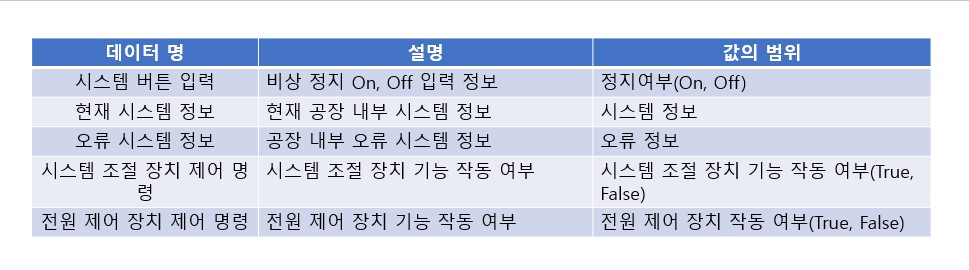 데이터 명 설명 값의 범위
시스템 버튼 입력 비상 정지 On, Off 입력 정보 정지여부(On, Off)
현재 시스템 정보 현재 공장 내부 시스템 정보 시스템 정보
오류 시스템 정보 공장 내부 오류 시스템 정보 오류 정보
시스템 조절 장치 제어 명 시스템 조절 장치 기능 작동 여부 시스템 조절 장치 기능 작동 여부(True,
령 False)
전원 제어 장치 제어 명령 전원 제어 장치 기능 작동 여부 전원 제어 장치 작동 여부(True, False)